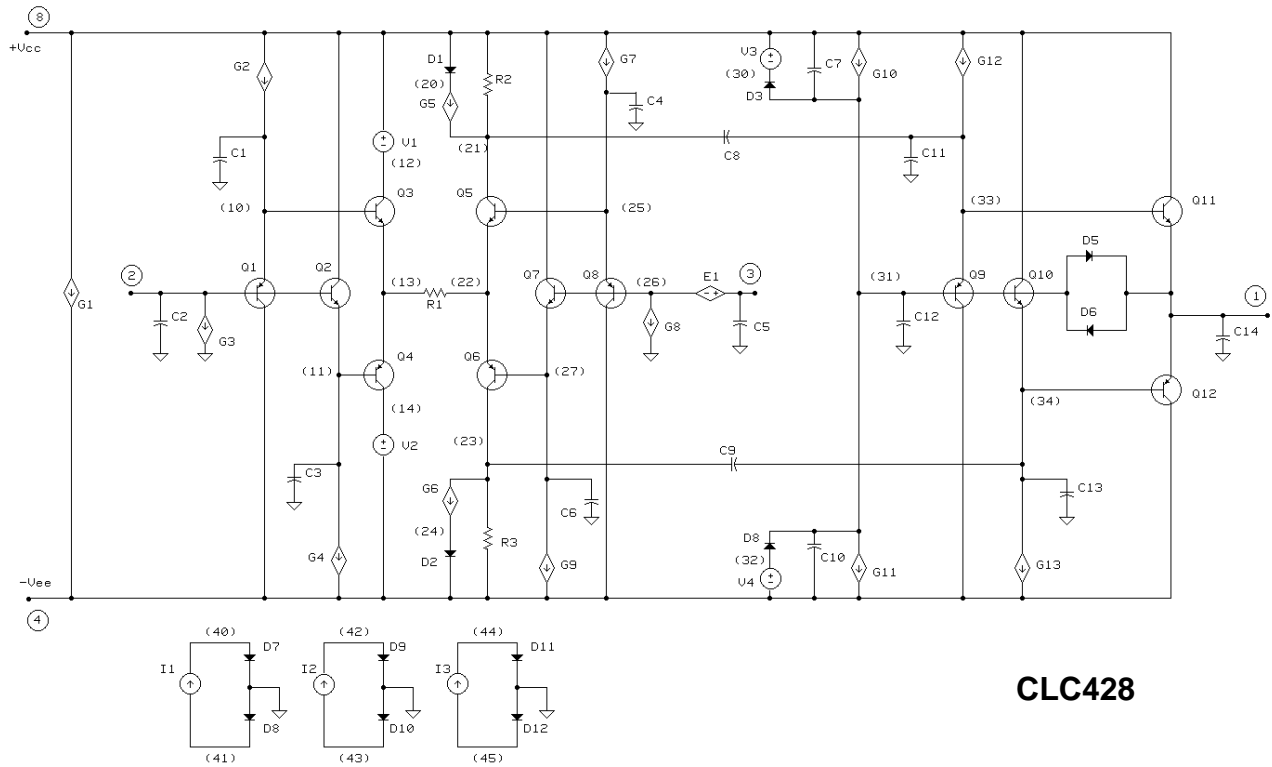 8
+Vcc
G2
D1
(20)
G5
R2
G7
C4
V3
(30)
D3
C7
G10
G12
C1
V1
(12)
(21)
C8
C11
(10)
Q3
Q5
(25)
(33)
Q11
2
Q1
Q2
(13)
R1
(22)
Q7
Q8
(26)
E1
3
(31)
Q9
Q10
D5
D6
1
G1
C2
G3
G8
C5
C12
C14
(11)
Q4
Q6
(27)
(14)
(34)
Q12
V2
(23)
C9
C3
G6
(24)
D2
R3
C6
C13
G4
G9
D8
(32)
V4
C10
G11
G13
-Vee
4
(40)
(42)
(44)
I1
D7
I2
D9
I3
D11
D8
D10
D12
(41)
(43)
(45)
CLC428